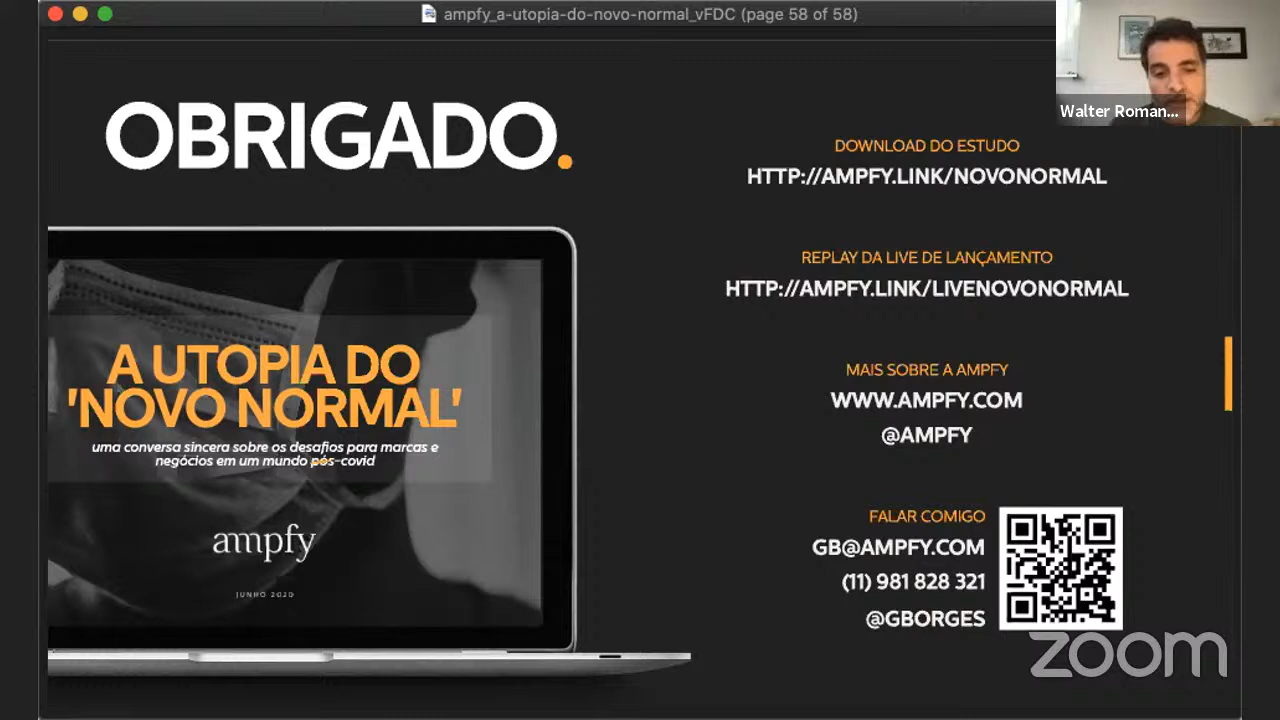 ampfy_a-utopia-do-novo-normal_vFDC (page 58 of 58)
Walter Roman...
OBRIGADO.
DOWNLOAD DO ESTUDO
HTTP://AMPFY.LINK/NOVONORMAL
REPLAY DA LIVE DE LANÇAMENTO
HTTP://AMPFY.LINK/LIVENOVONORMAL
A UTOPIA DO
'NOVO NORMAL'
uma conversa sincera sobre os desafios para marcas e
negócios em um mundo pós-covid
ampfy
JUNHO 2020
MAIS SOBRE A AMPFY
WWW.AMPFY.COM
@AMPFY
FALAR COMIGO
GB@AMPFY.COM
(11) 981 828 321
@GBORGES
zoom